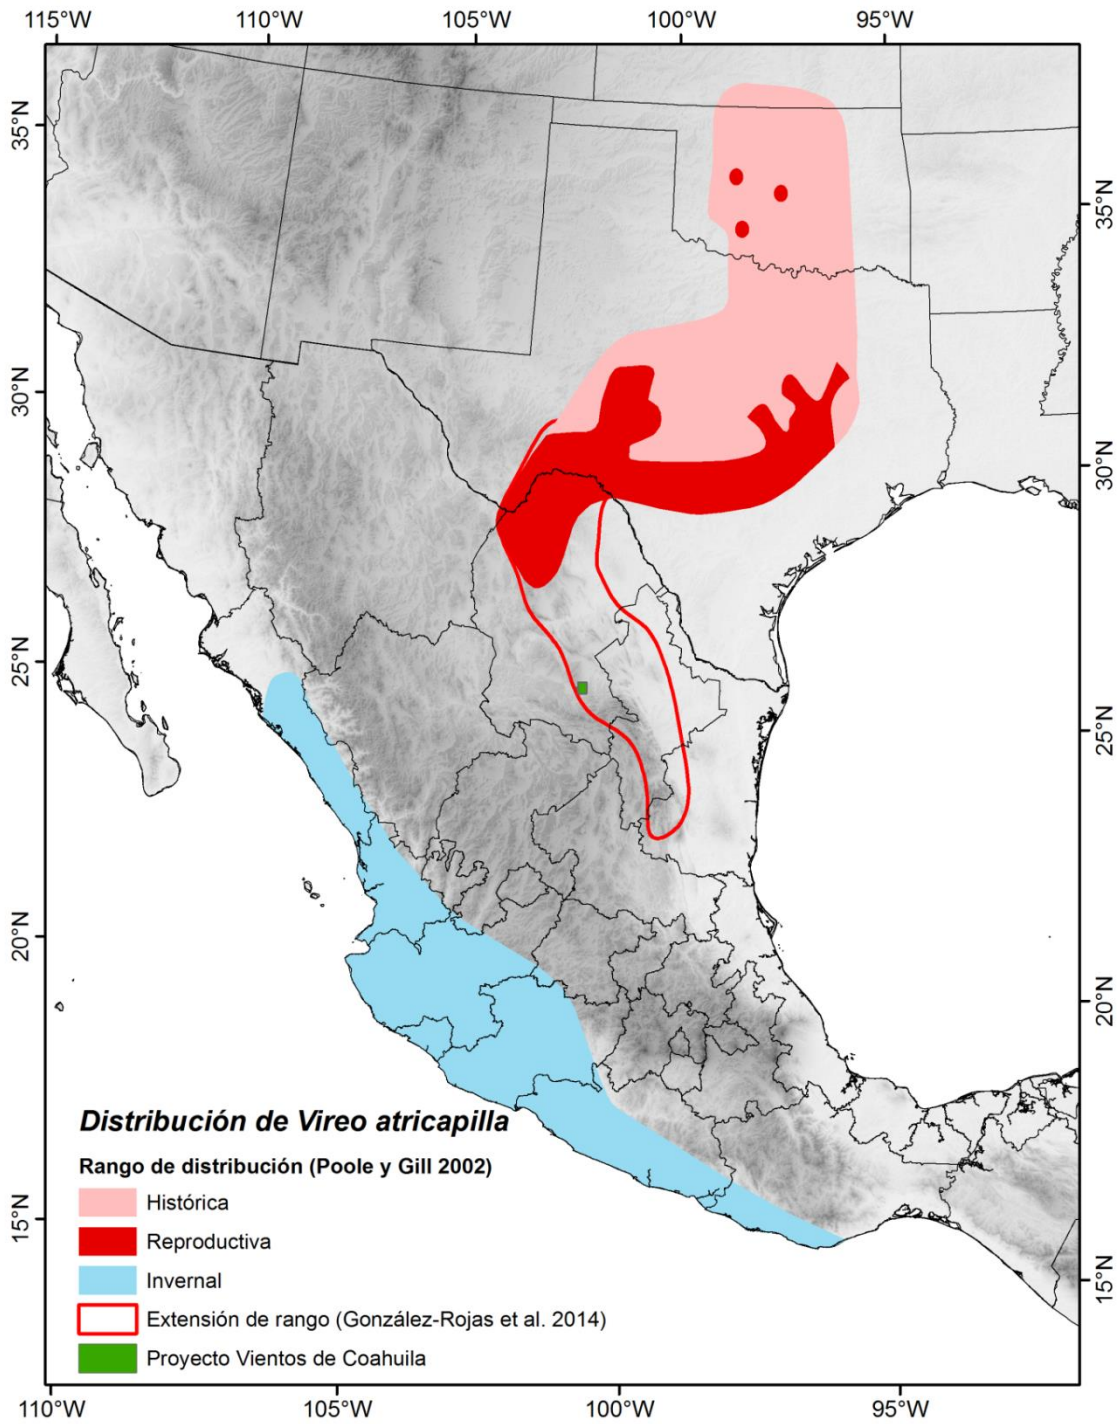 115°W 110°W 105°W 100°W 95°W
35°N
35°N
30°N
30°N
25°N
25°N
20°N
20°N
15°N
15°N
Distribución de Vireo atricapilla
Rango de distribución (Poole y Gill 2002)
Histórica
Reproductiva
Invernal
Extensión de rango (González-Rojas et al. 2014)
Proyecto Vientos de Coahuila
110°W 105°W 100°W 95°W